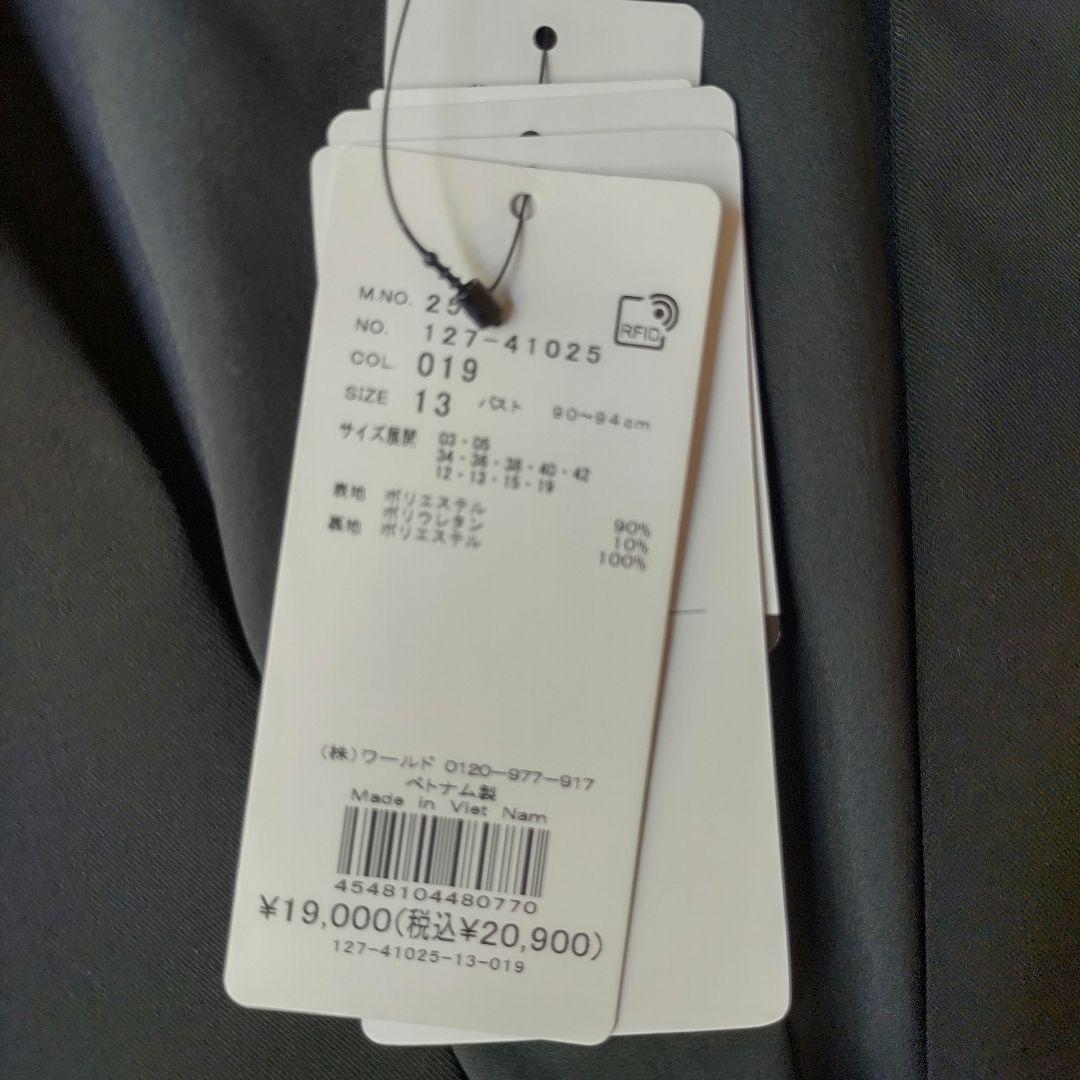 M.NO. 25
NO. 127-41025
RFID
COL. 019
SIZE 13 バスト 90~94cm
サイズ展開 03・05
34・36・38・40・42
12・13・15・19
表地 ポリエステル 90%
ポリウレタン 10%
裏地 ポリエステル 100%
(株)ワールド 0120-977-917
ベトナム製
Made in Viet Nam
4548104480770
¥19,000(税込¥20,900)
127-41025-13-019